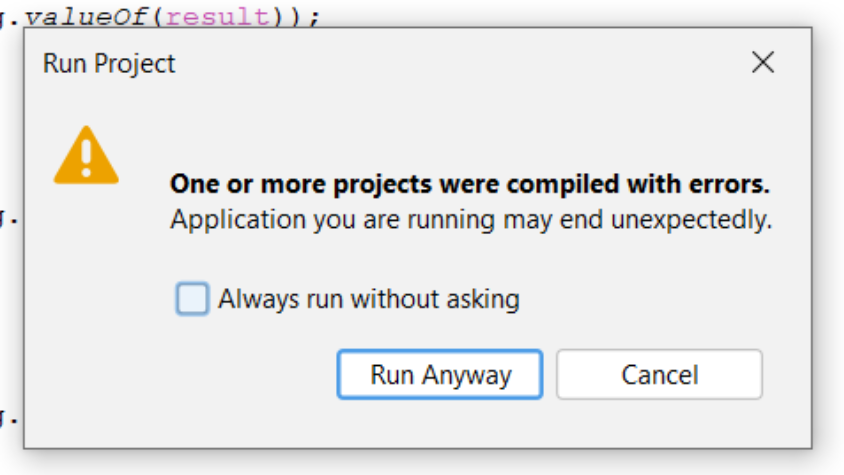 g.valueOf(result));
Run Project
One or more projects were compiled with errors.
g.
Application you are running may end unexpectedly.
Always run without asking
Run Anyway
Cancel
g.